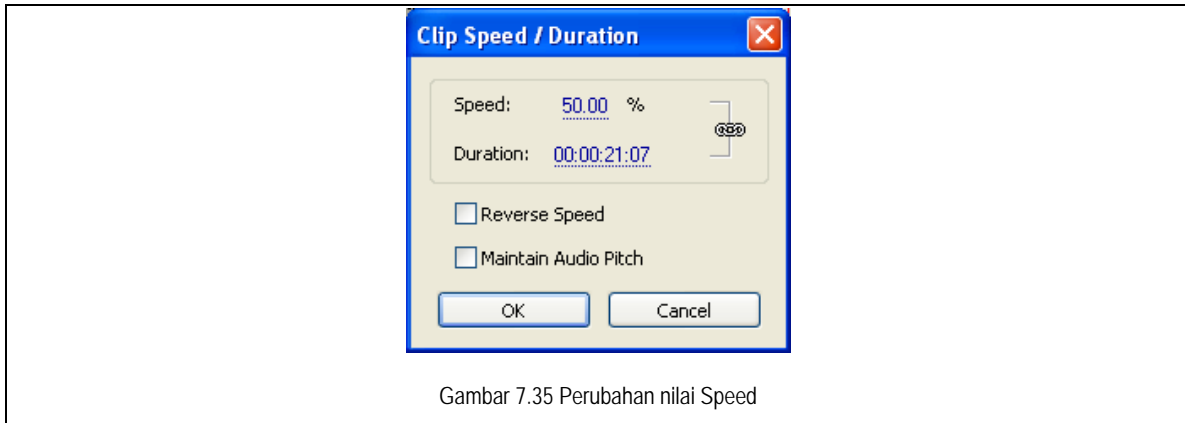 Clip Speed / Duration
Speed: 50.00 %
Duration: 00:00:21:07
Reverse Speed
Maintain Audio Pitch
OK Cancel
Gambar 7.35 Perubahan nilai Speed